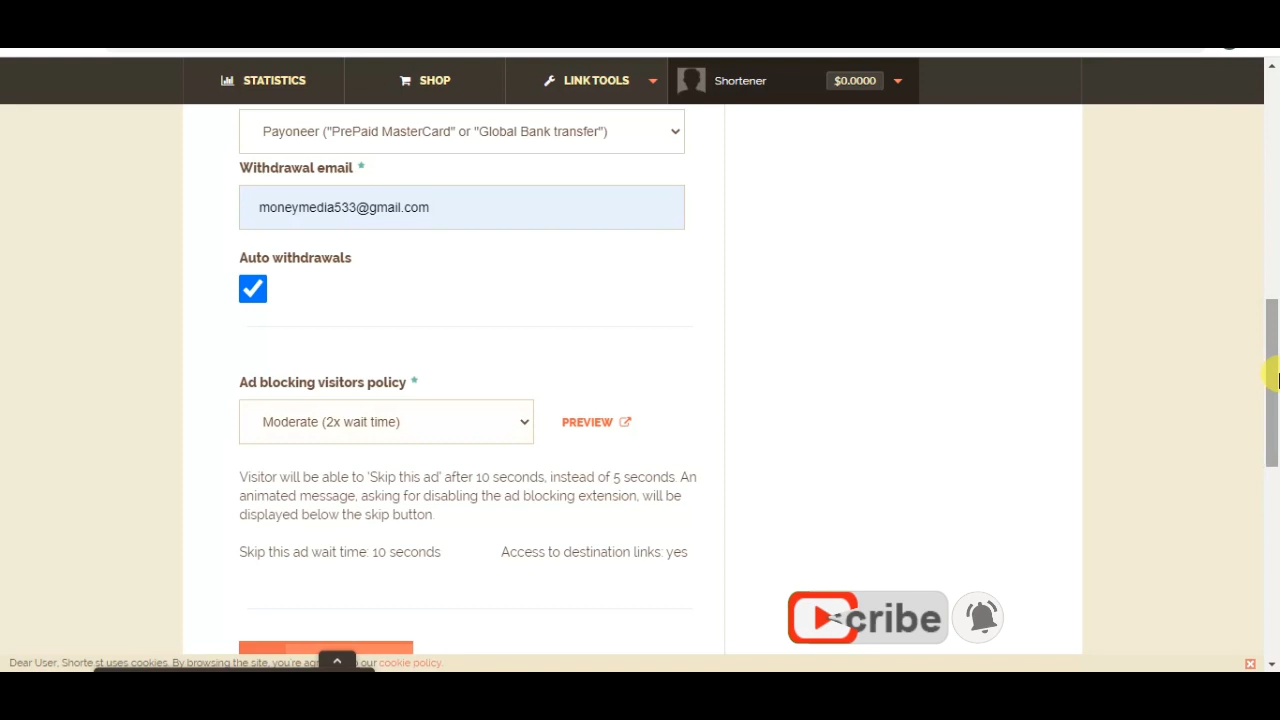 STATISTICS SHOP LINK TOOLS Shortener $0.0000
Payoneer ("PrePaid MasterCard" or "Global Bank transfer")
Withdrawal email *
moneymedia533@gmail.com
Auto withdrawals
Ad blocking visitors policy *
Moderate (2x wait time) PREVIEW
Visitor will be able to 'Skip this ad' after 10 seconds, instead of 5 seconds. An
animated message, asking for disabling the ad blocking extension, will be
displayed below the skip button.
Skip this ad wait time: 10 seconds Access to destination links: yes
cribe
Dear User, Shorte.st uses cookies. By browsing the site, you're our cookie policy.